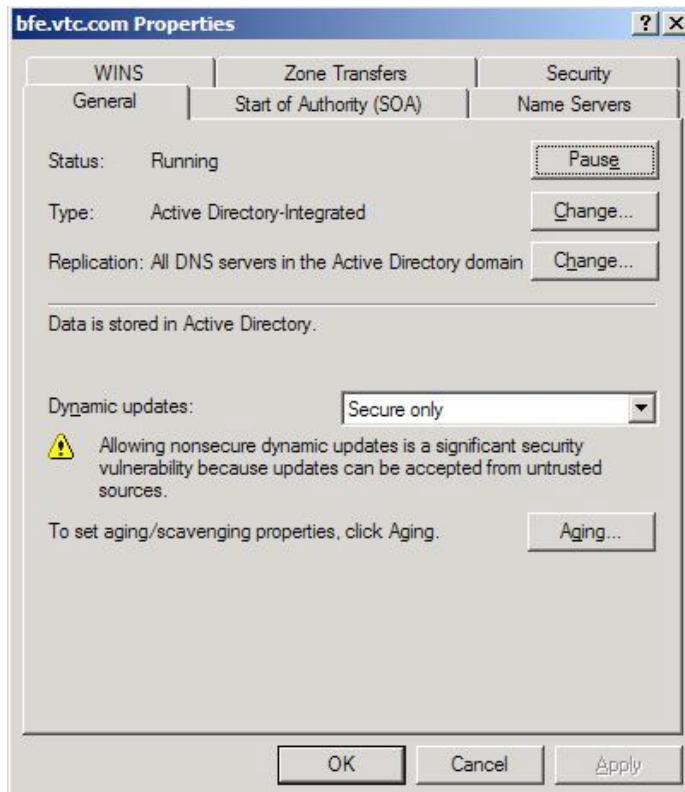 bfe.vtc.com Properties
WINS Zone Transfers Security
General Start of Authority (SOA) Name Servers
Status: Running Pause
Type: Active Directory-Integrated Change...
Replication: All DNS servers in the Active Directory domain Change...
Data is stored in Active Directory.
Dynamic updates: Secure only
Allowing nonsecure dynamic updates is a significant security
vulnerability because updates can be accepted from untrusted
sources.
To set aging/scavenging properties, click Aging. Aging...
OK Cancel Apply